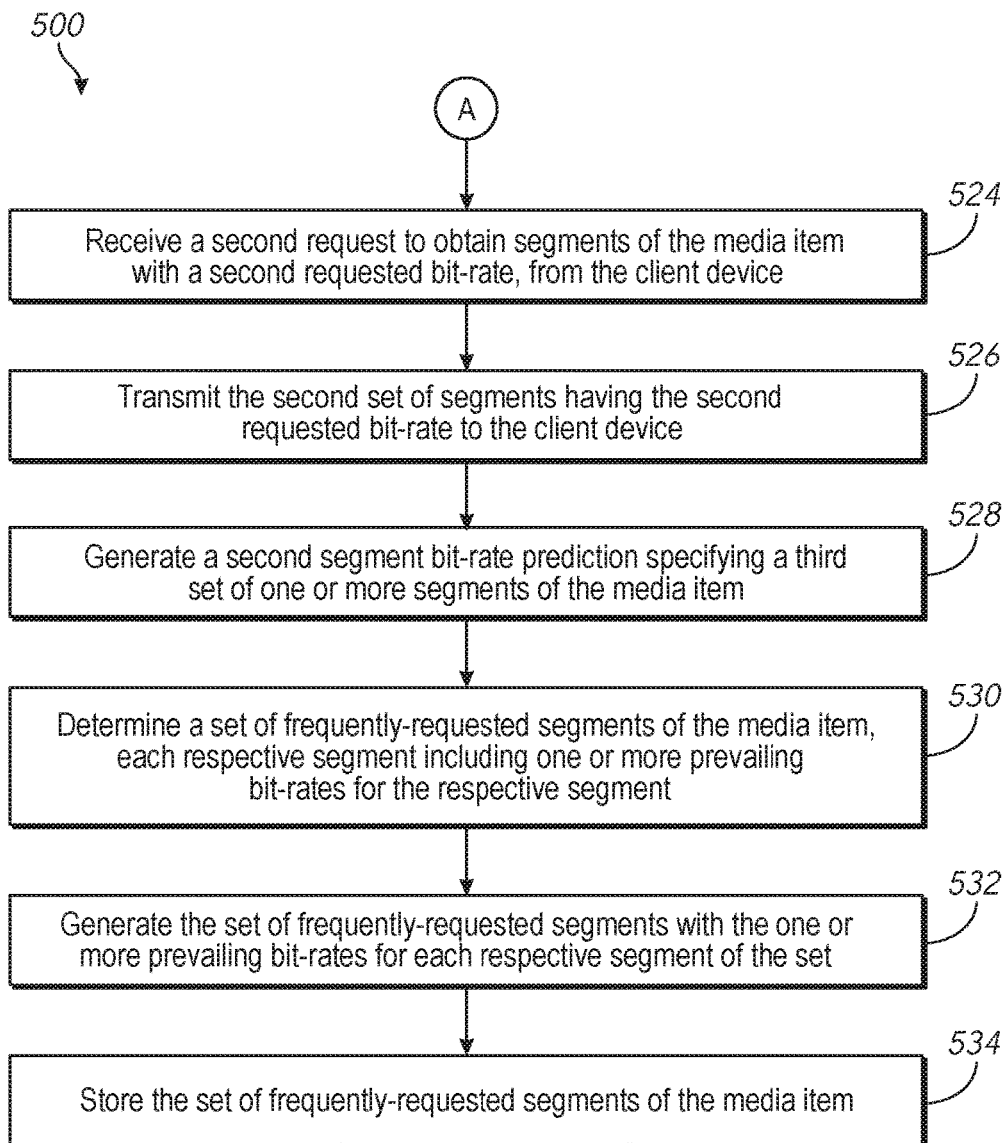 500
A
524
Receive a second request to obtain segments of the media item
with a second requested bit-rate, from the client device
526
Transmit the second set of segments having the second
requested bit-rate to the client device
528
Generate a second segment bit-rate prediction specifying a third
set of one or more segments of the media item
530
Determine a set of frequently-requested segments of the media item,
each respective segment including one or more prevailing
bit-rates for the respective segment
532
Generate the set of frequently-requested segments with the one or
more prevailing bit-rates for each respective segment of the set
534
Store the set of frequently-requested segments of the media item